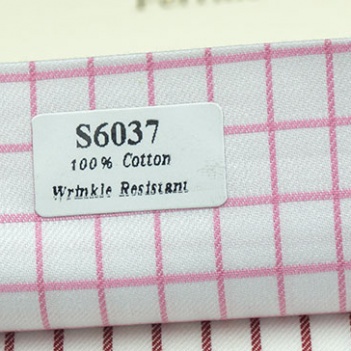 S6037
100% Cotton
Wrinkle Resistant